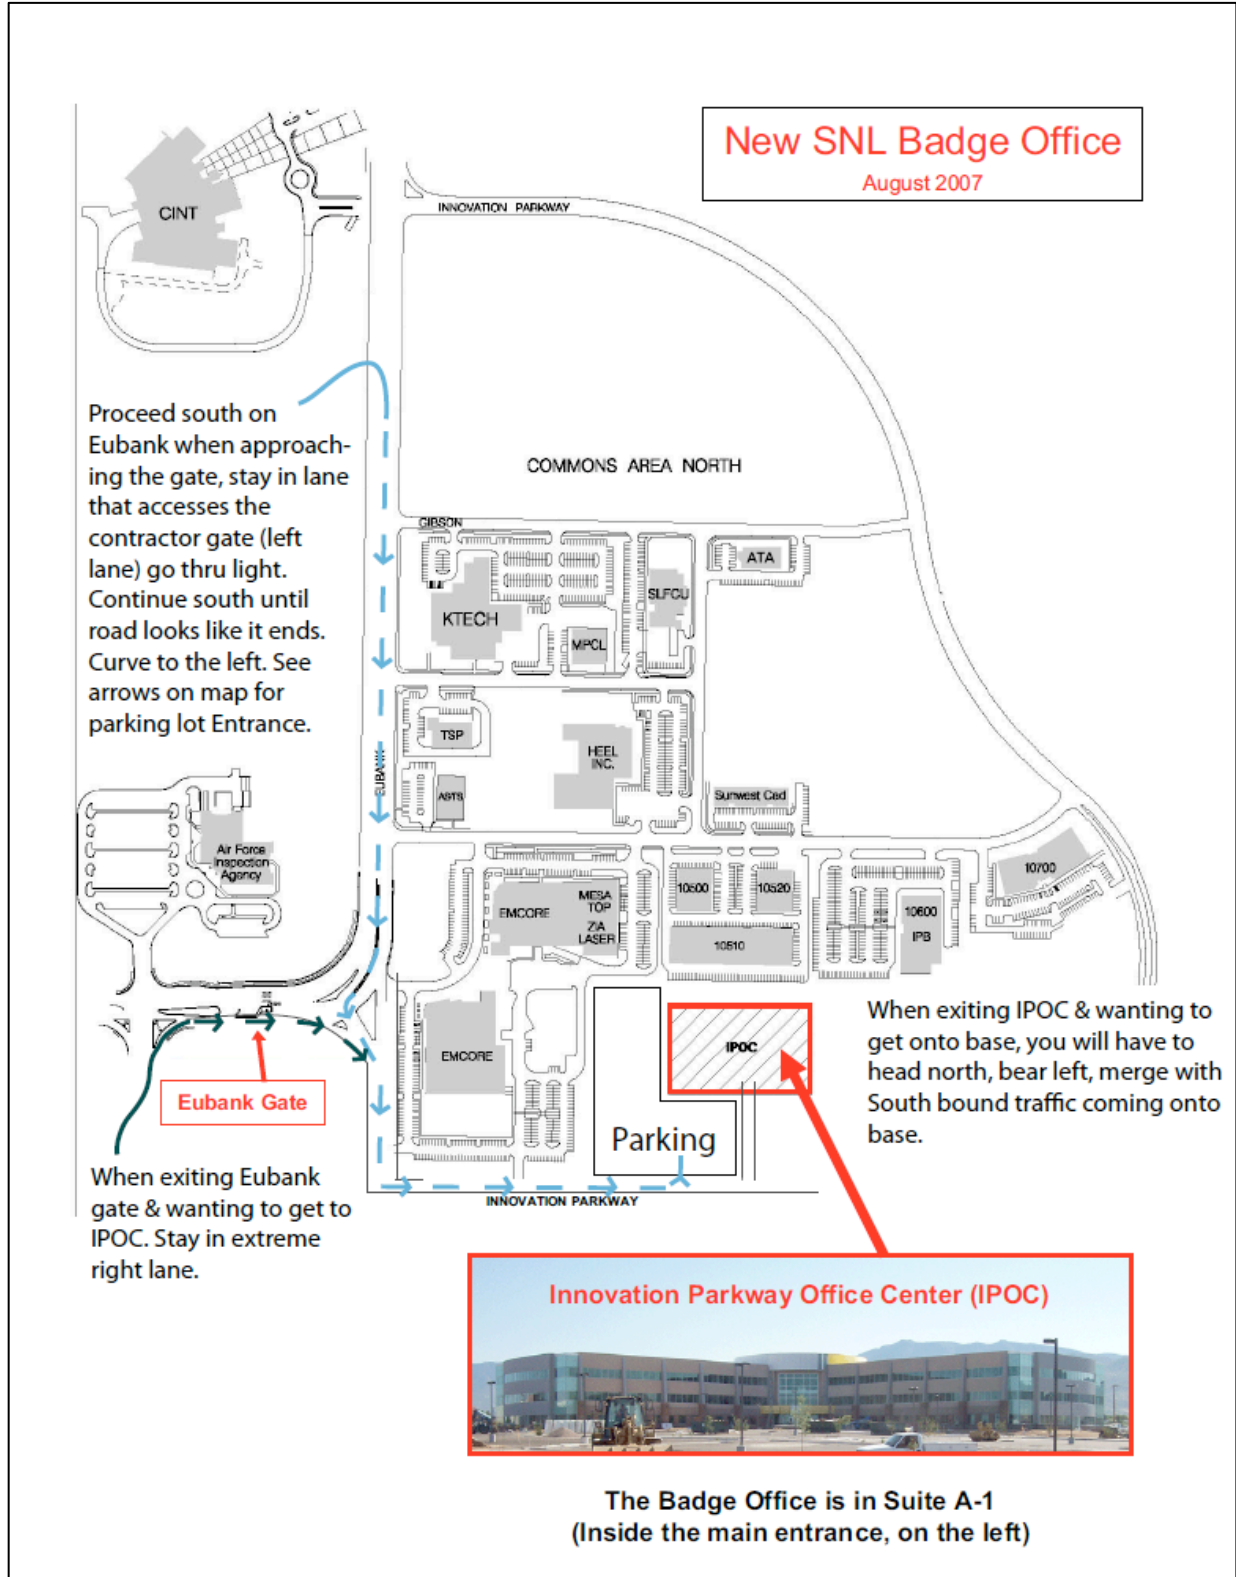 New SNL Badge Office
August 2007
CINT
INNOVATION PARKWAY
Proceed south on
Eubank when approach-
ing the gate, stay in lane
that accesses the
contractor gate (left
lane) go thru light.
Continue south until
road looks like it ends.
Curve to the left. See
arrows on map for
parking lot Entrance.
COMMONS AREA NORTH
GIBSON
ATA
SLFCU
KTECH
MPCL
TSP
HEEL
INC.
EUBANK
ASTS
Sunwest Cad
Air Force
Inspection
Agency
10700
10500
10520
MESA
TOP
EMCORE
ZIA
LASER
10600
IPB
10510
When exiting IPOC & wanting to
get onto base, you will have to
head north, bear left, merge with
South bound traffic coming onto
base.
IPOC
EMCORE
Eubank Gate
Parking
When exiting Eubank
gate & wanting to get to
IPOC. Stay in extreme
right lane.
INNOVATION PARKWAY
Innovation Parkway Office Center (IPOC)
The Badge Office is in Suite A-1
(Inside the main entrance, on the left)